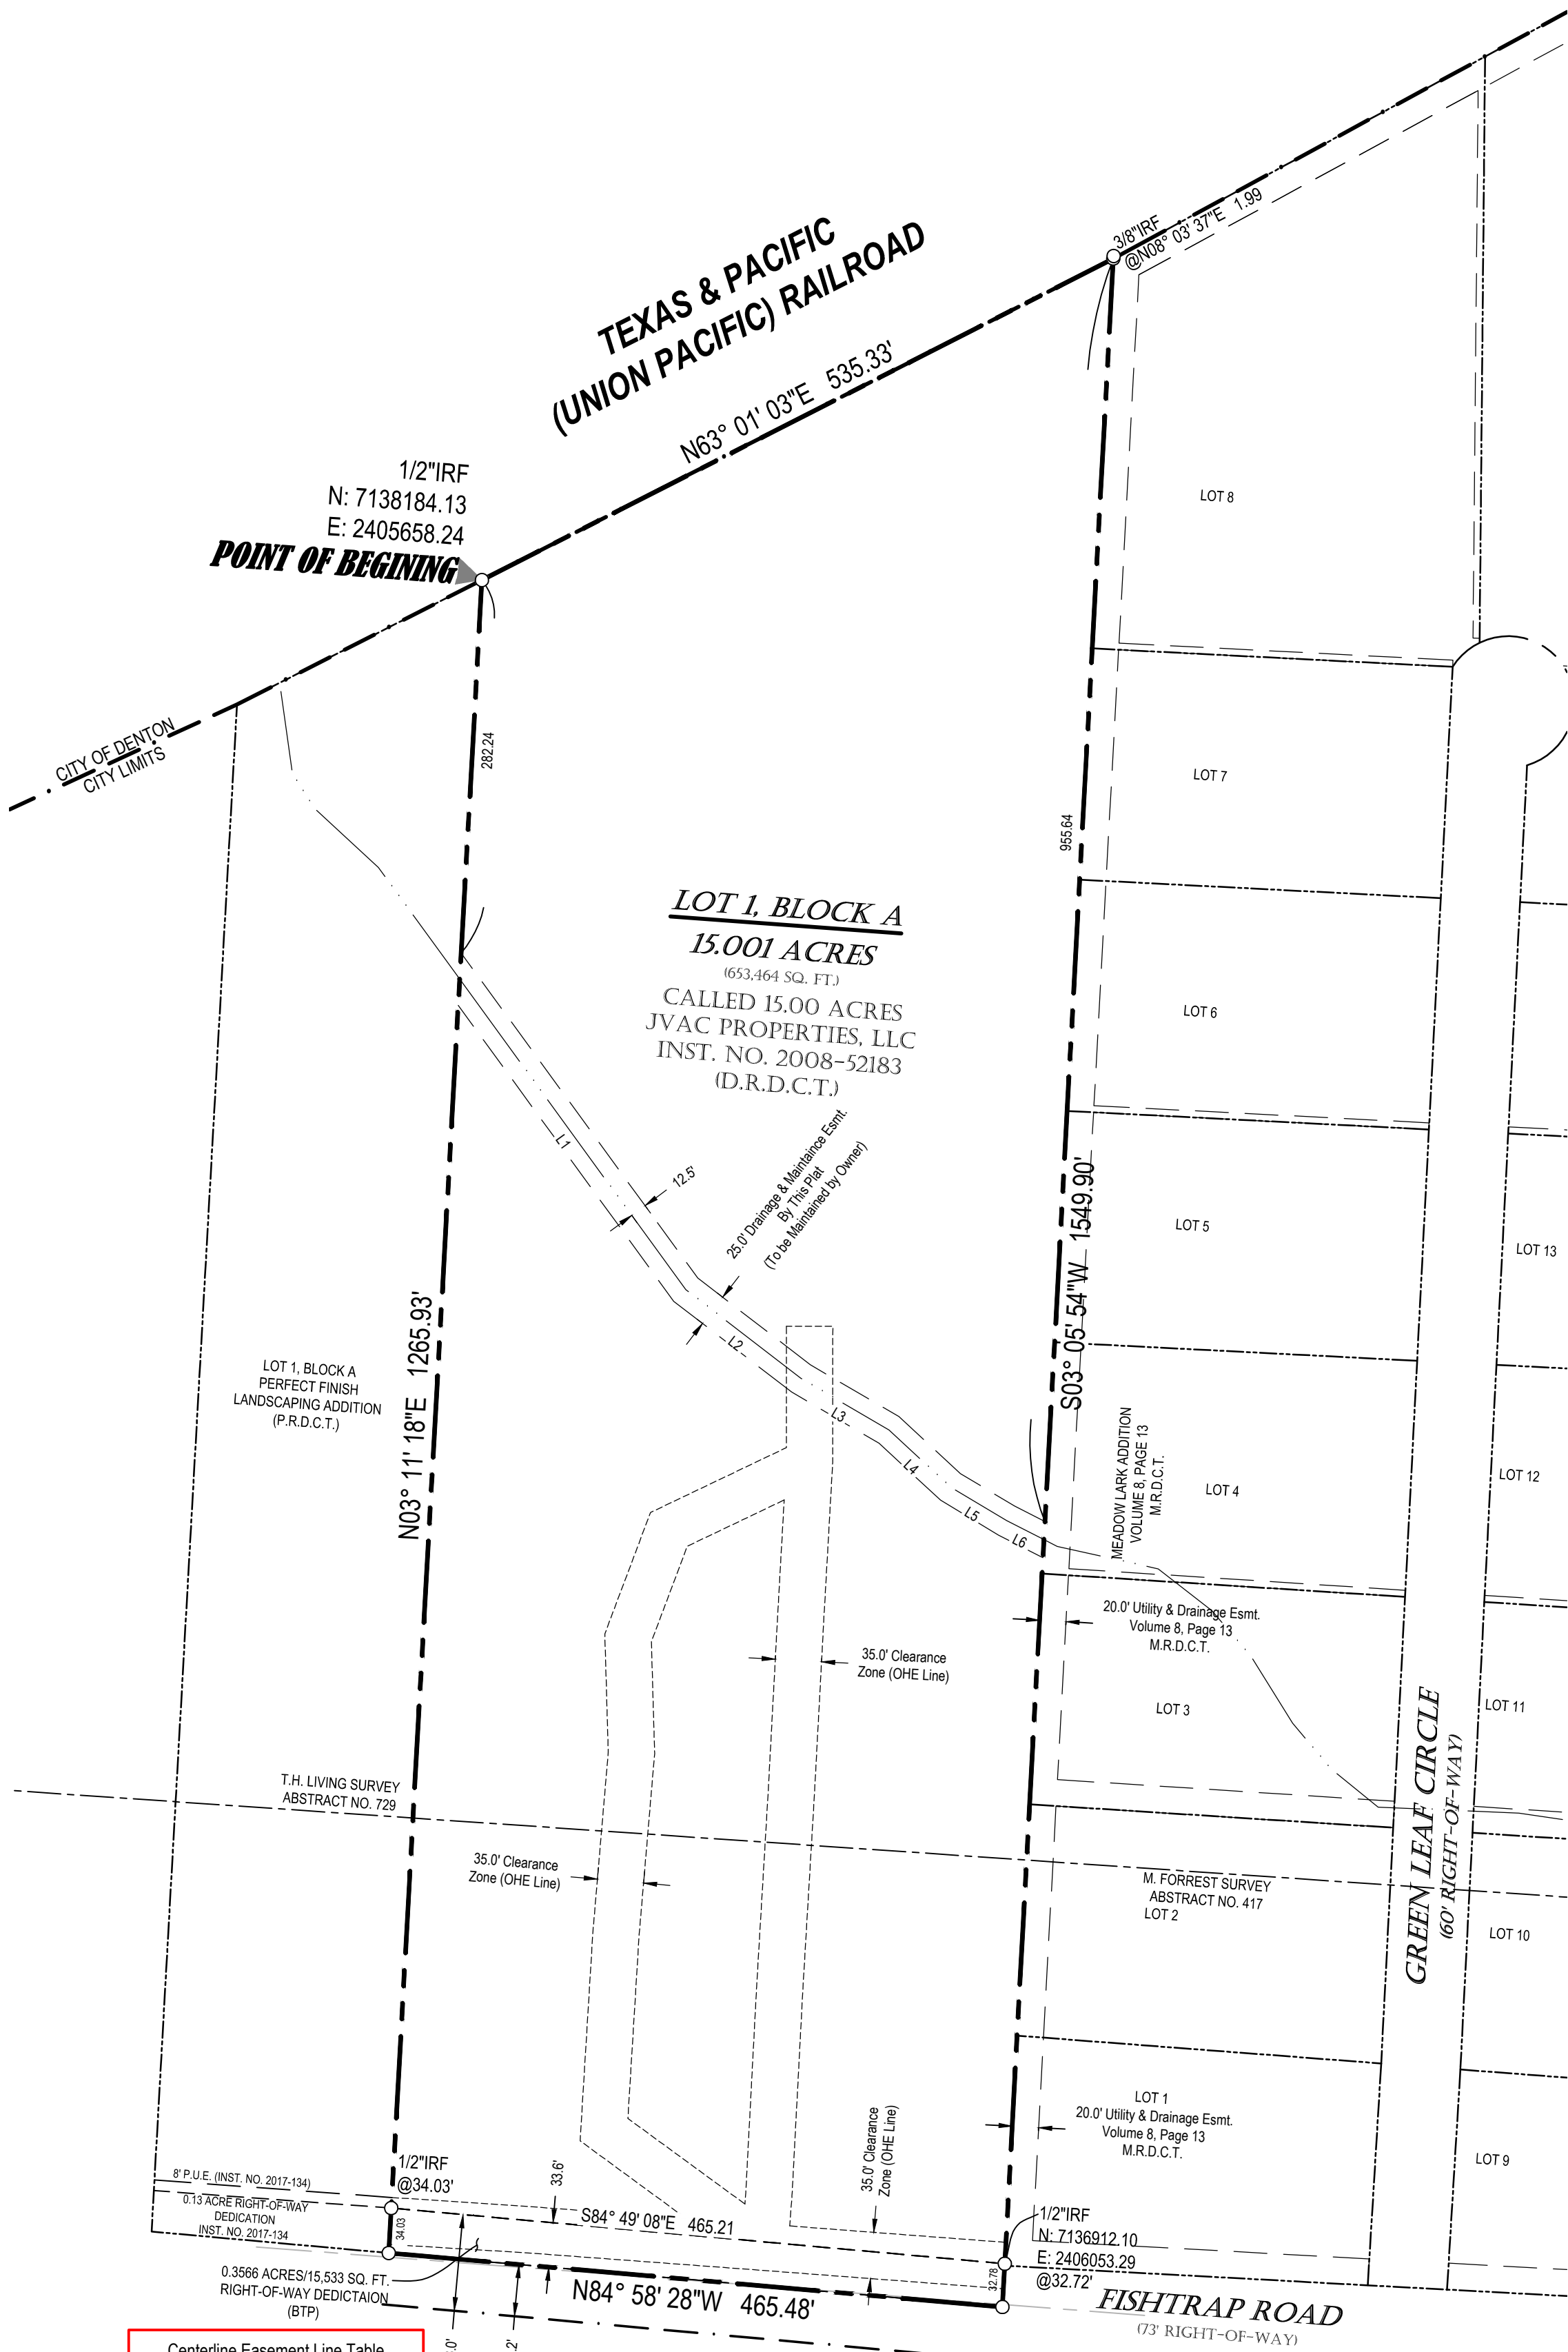 TEXAS & PACIFIC
(UNION PACIFIC) RAILROAD
3/8"IRF
@N08° 03' 37"E 1.99
N63° 01' 03"E 535.33'
1/2"IRF
N: 7138184.13
E: 2405658.24
POINT OF BEGINING
CITY OF DENTON
CITY LIMITS
282.24
955.64
LOT 8
LOT 7
LOT 6
LOT 5
LOT 13
LOT 1, BLOCK A
15.001 ACRES
(653,464 SQ. FT.)
CALLED 15.00 ACRES
JVAC PROPERTIES, LLC
INST. NO. 2008-52183
(D.R.D.C.T.)
L1
12.5'
25.0' Drainage & Maintaince Esmt.
By This Plat
(To be Maintained by Owner)
L2
L3
L4
L5
L6
N03° 11' 18"E 1265.93'
S03° 05' 54"W 1549.90'
LOT 1, BLOCK A
PERFECT FINISH
LANDSCAPING ADDITION
(P.R.D.C.T.)
MEADOW LARK ADDITION
VOLUME 8, PAGE 13
M.R.D.C.T.
LOT 4
LOT 12
20.0' Utility & Drainage Esmt.
Volume 8, Page 13
M.R.D.C.T.
35.0' Clearance
Zone (OHE Line)
LOT 3
LOT 11
GREEN LEAF CIRCLE
(60' RIGHT-OF-WAY)
T.H. LIVING SURVEY
ABSTRACT NO. 729
35.0' Clearance
Zone (OHE Line)
M. FORREST SURVEY
ABSTRACT NO. 417
LOT 2
LOT 10
LOT 1
20.0' Utility & Drainage Esmt.
Volume 8, Page 13
M.R.D.C.T.
LOT 9
35.0' Clearance
Zone (OHE Line)
1/2"IRF
@34.03'
33.6'
8' P.U.E. (INST. NO. 2017-134)
0.13 ACRE RIGHT-OF-WAY
DEDICATION
INST. NO. 2017-134
34.03
S84° 49' 08"E 465.21
1/2"IRF
N: 7136912.10
E: 2406053.29
@32.72'
32.78
0.3566 ACRES/15,533 SQ. FT.
RIGHT-OF-WAY DEDICTAION
(BTP)
N84° 58' 28"W 465.48'
FISHTRAP ROAD
(73' RIGHT-OF-WAY)
Centerline Easement Line Table